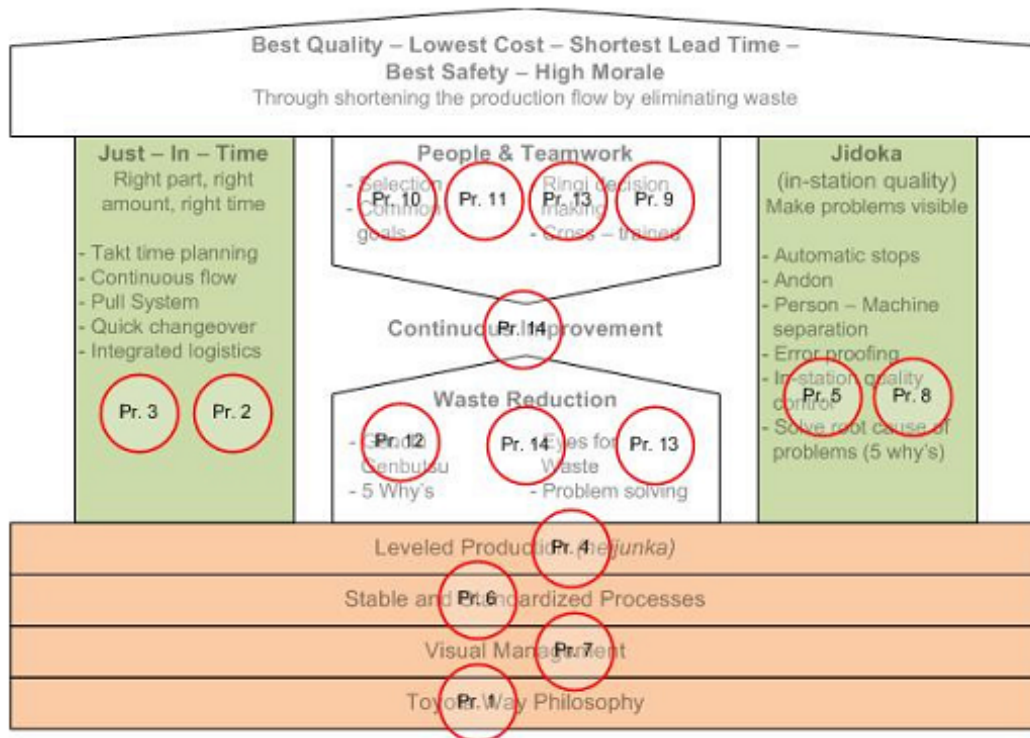 Best Quality – Lowest Cost – Shortest Lead Time –
Best Safety – High Morale
Through shortening the production flow by eliminating waste
Just – In – Time
Right part, right
amount, right time
- Takt time planning
- Continuous flow
- Pull System
- Quick changeover
- Integrated logistics
Pr. 3
Pr. 2
People & Teamwork
- Selection
- Common
goals
- Ringi decision
making
- Cross – trained
Pr. 10
Pr. 11
Pr. 13
Pr. 9
Continuous Improvement
Pr. 14
Waste Reduction
- Genchi
Genbutsu
- 5 Why's
- Eyes for
Waste
- Problem solving
Pr. 12
Pr. 14
Pr. 13
Jidoka
(in-station quality)
Make problems visible
- Automatic stops
- Andon
- Person – Machine
separation
- Error proofing
- In-station quality
control
- Solve root cause of
problems (5 why's)
Pr. 5
Pr. 8
Leveled Production (heijunka)
Pr. 4
Stable and Standardized Processes
Pr. 6
Visual Management
Pr. 7
Toyota Way Philosophy
Pr. 1